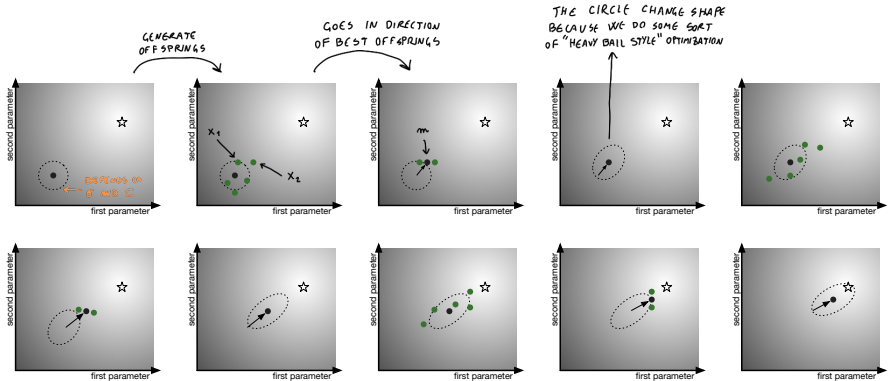 GENERATE
OFFSPRINGS
GOES IN DIRECTION
OF BEST OFFSPRINGS
THE CIRCLE CHANGE SHAPE
BECAUSE WE DO SOME SORT
OF "HEAVY BALL STYLE" OPTIMIZATION
second parameter
first parameter
second parameter
x1
x2
first parameter
second parameter
m
first parameter
second parameter
first parameter
second parameter
first parameter
second parameter
first parameter
second parameter
first parameter
second parameter
first parameter
second parameter
first parameter
second parameter
first parameter